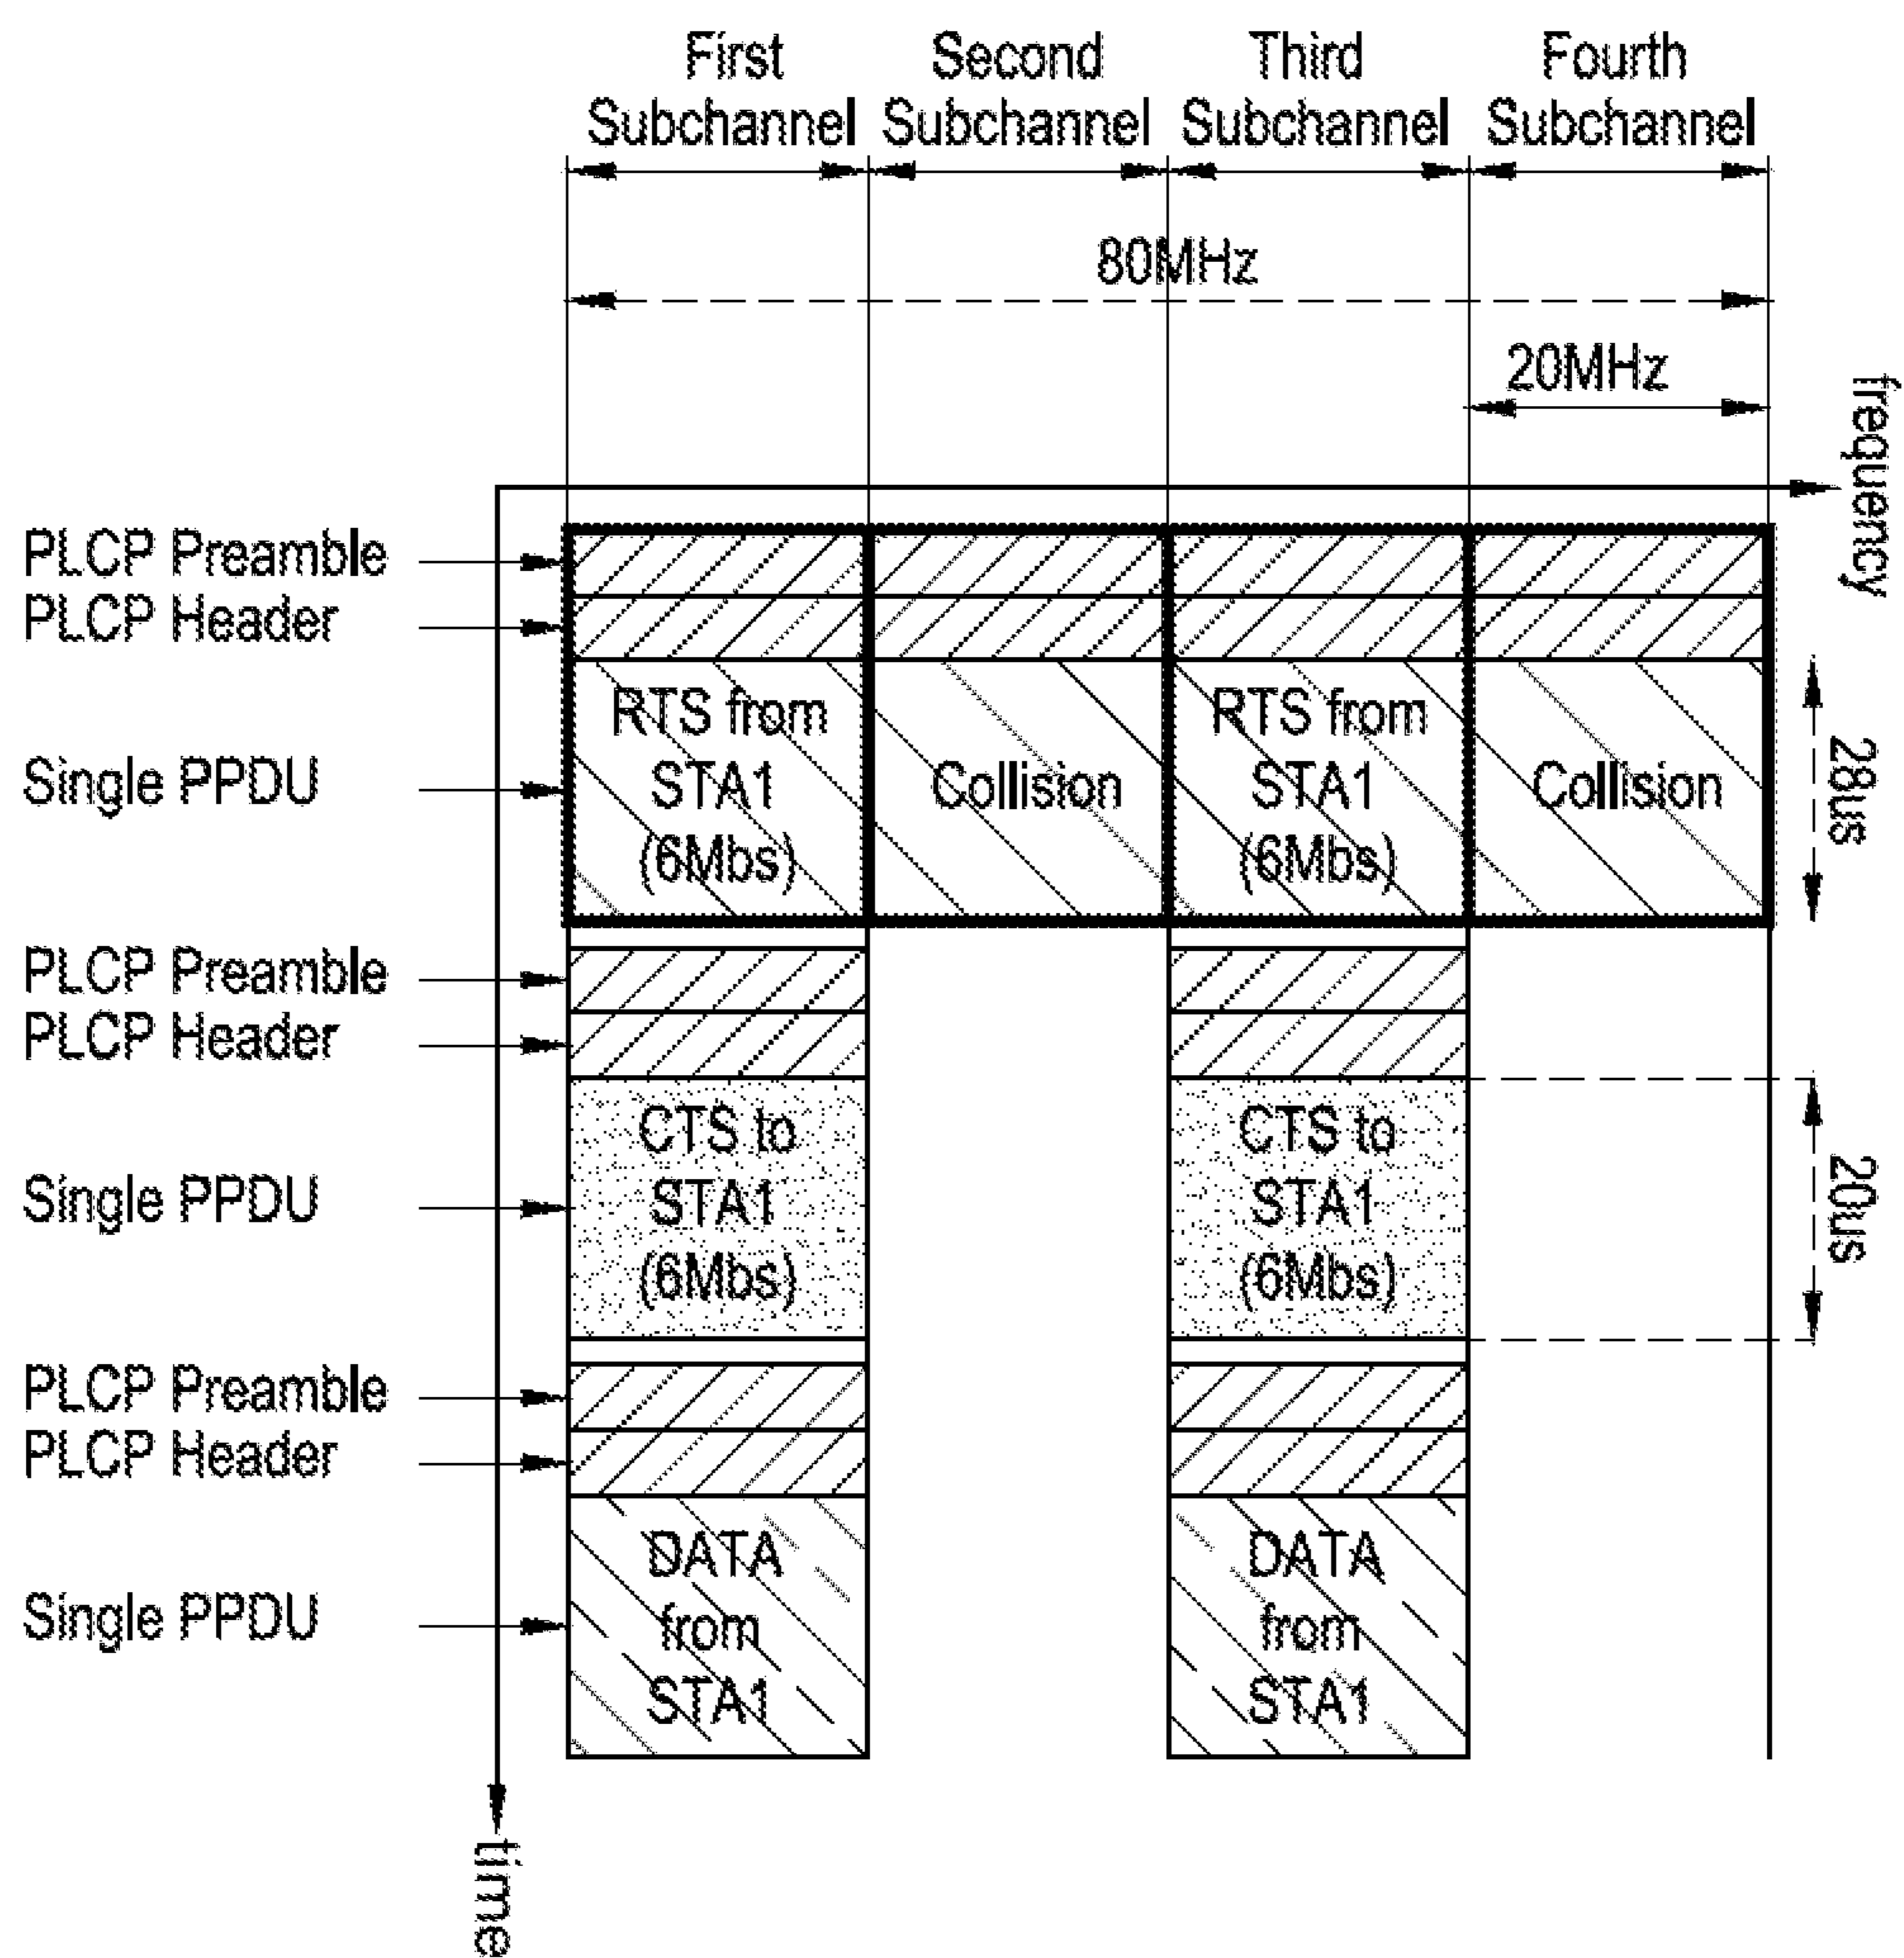 First Subchannel
Second Subchannel
Third Subchannel
Fourth Subchannel
80MHz
20MHz
frequency
PLCP Preamble
PLCP Header
Single PPDU
RTS from
STA1
(6Mbs)
Collision
RTS from
STA1
(6Mbs)
Collision
28us
PLCP Preamble
PLCP Header
Single PPDU
CTS to
STA1
(6Mbs)
CTS to
STA1
(6Mbs)
20us
PLCP Preamble
PLCP Header
Single PPDU
DATA
from
STA1
DATA
from
STA1
time